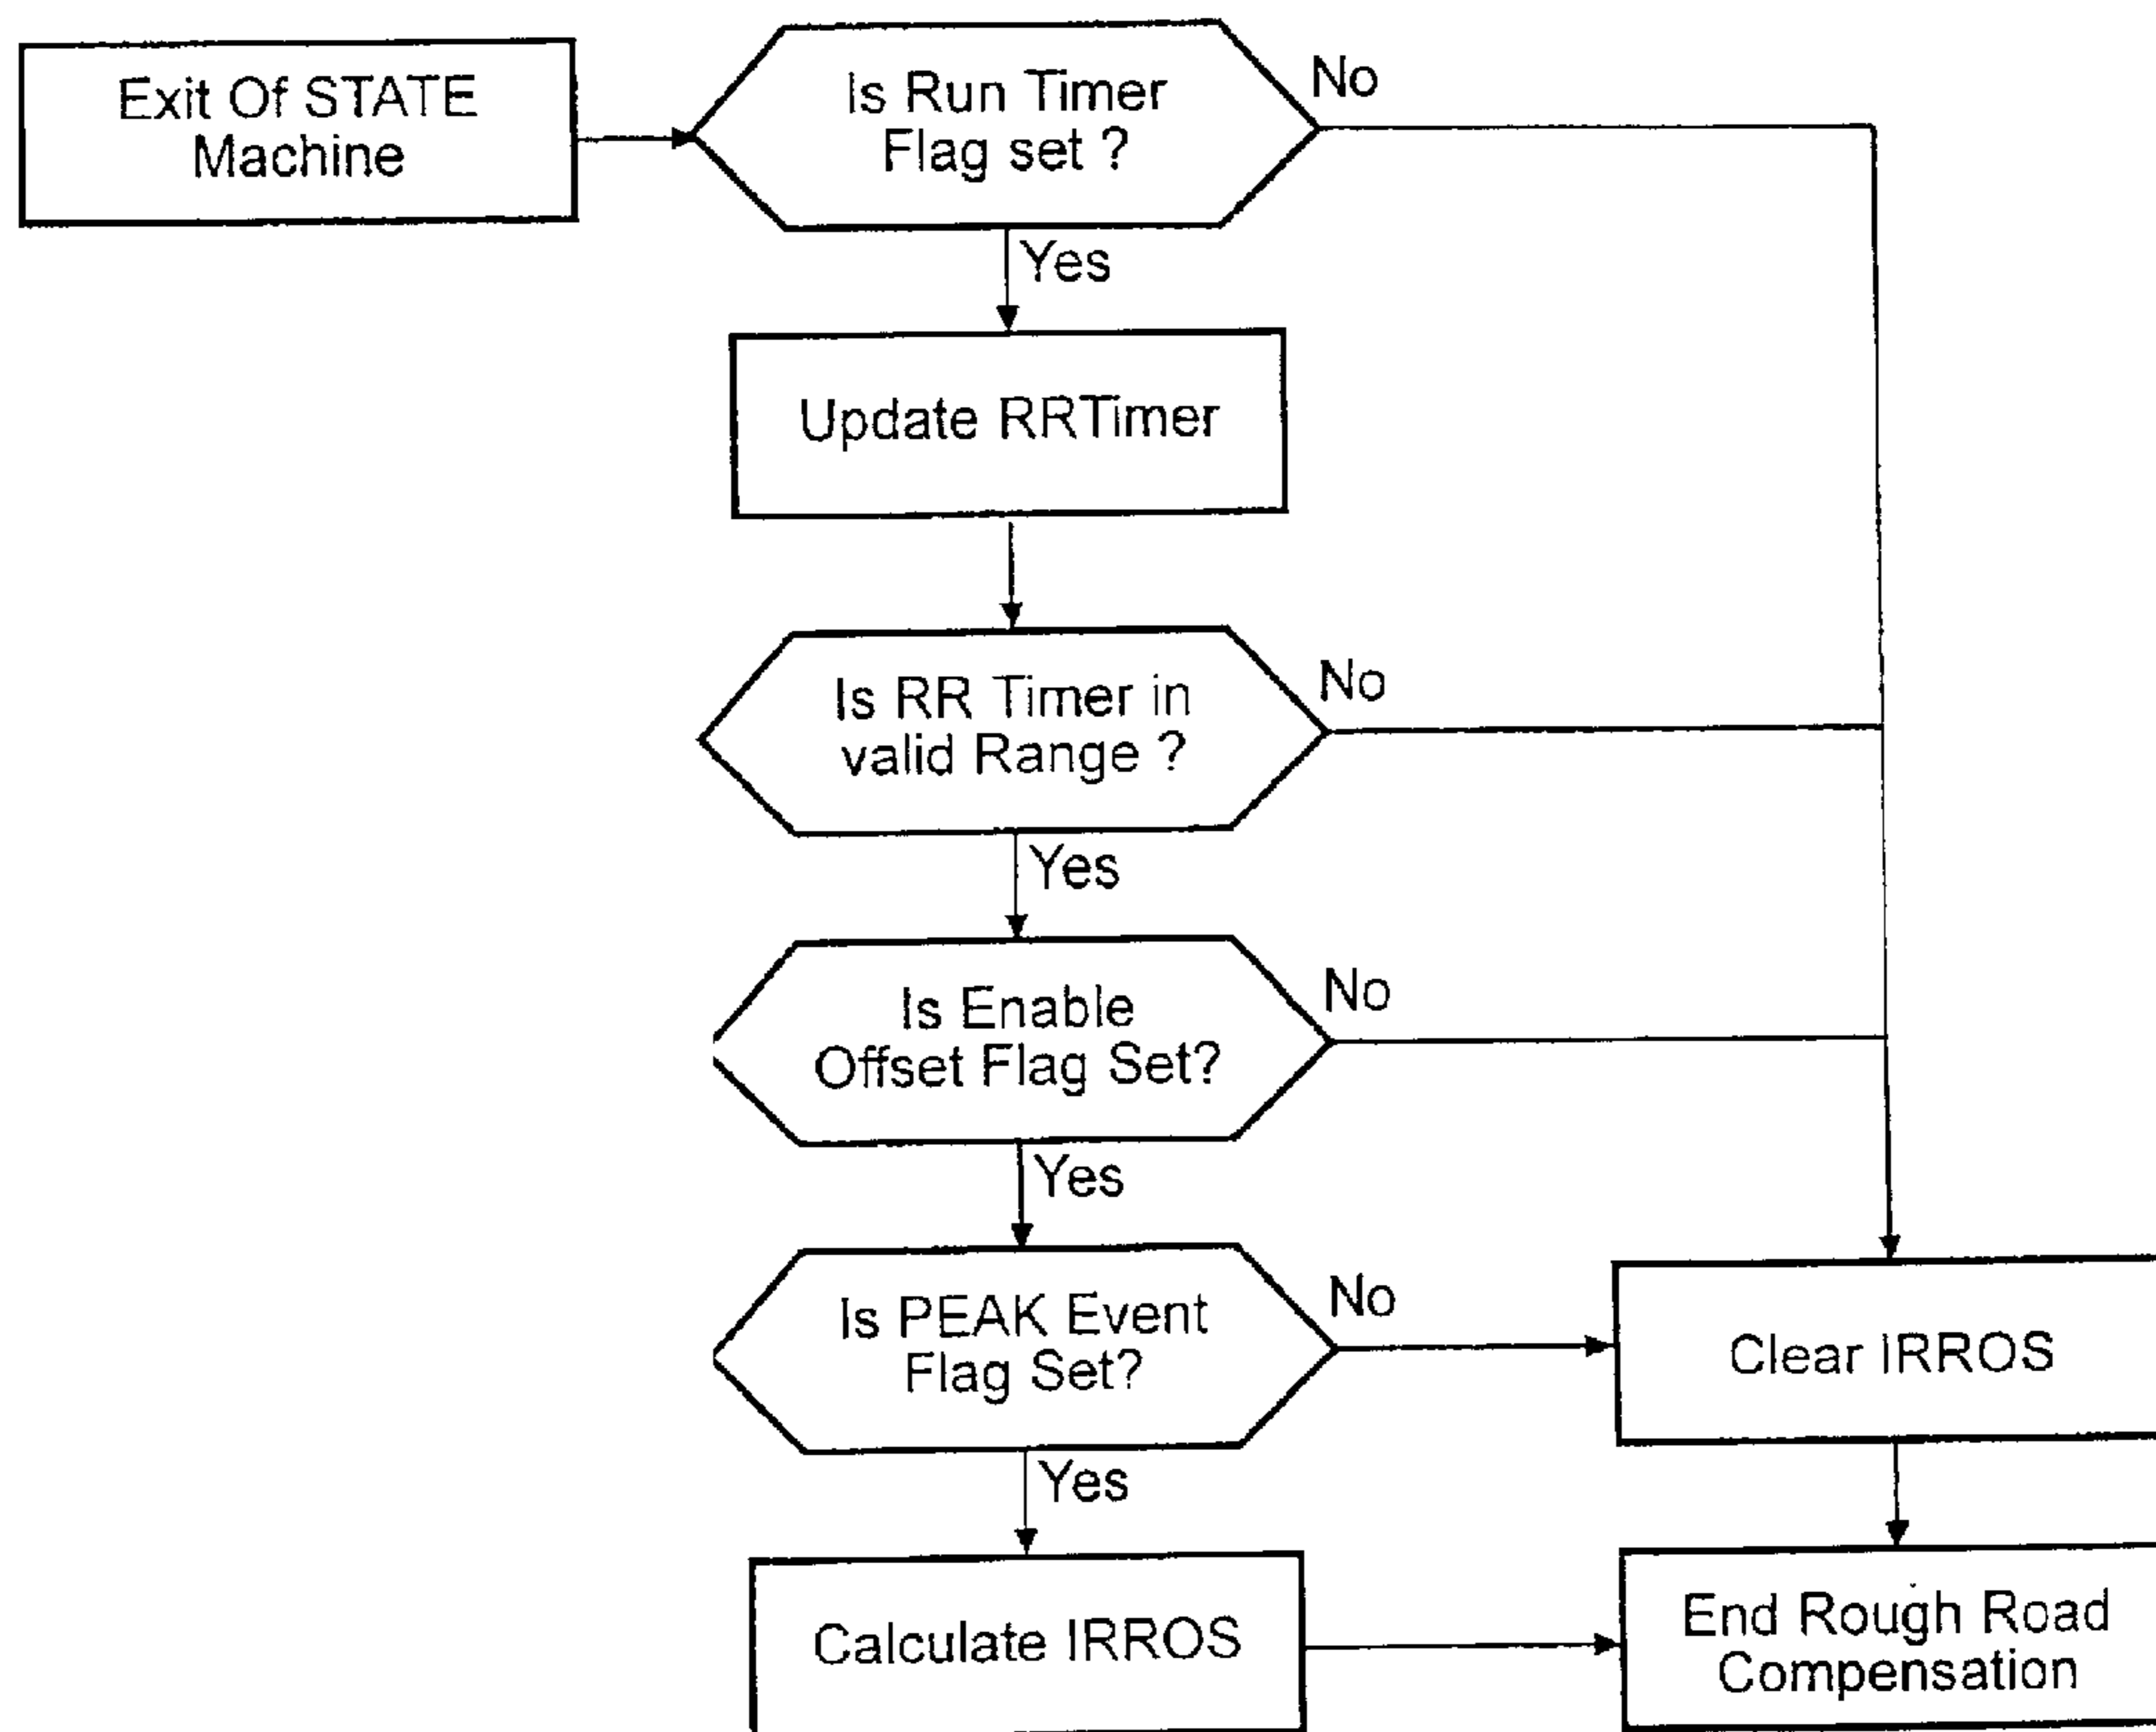 Exit Of STATE
Machine
Is Run Timer
Flag set ?
No
Yes
Update RRTimer
Is RR Timer in
valid Range ?
No
Yes
Is Enable
Offset Flag Set?
No
Yes
Is PEAK Event
Flag Set?
No
Clear IRROS
Yes
Calculate IRROS
End Rough Road
Compensation